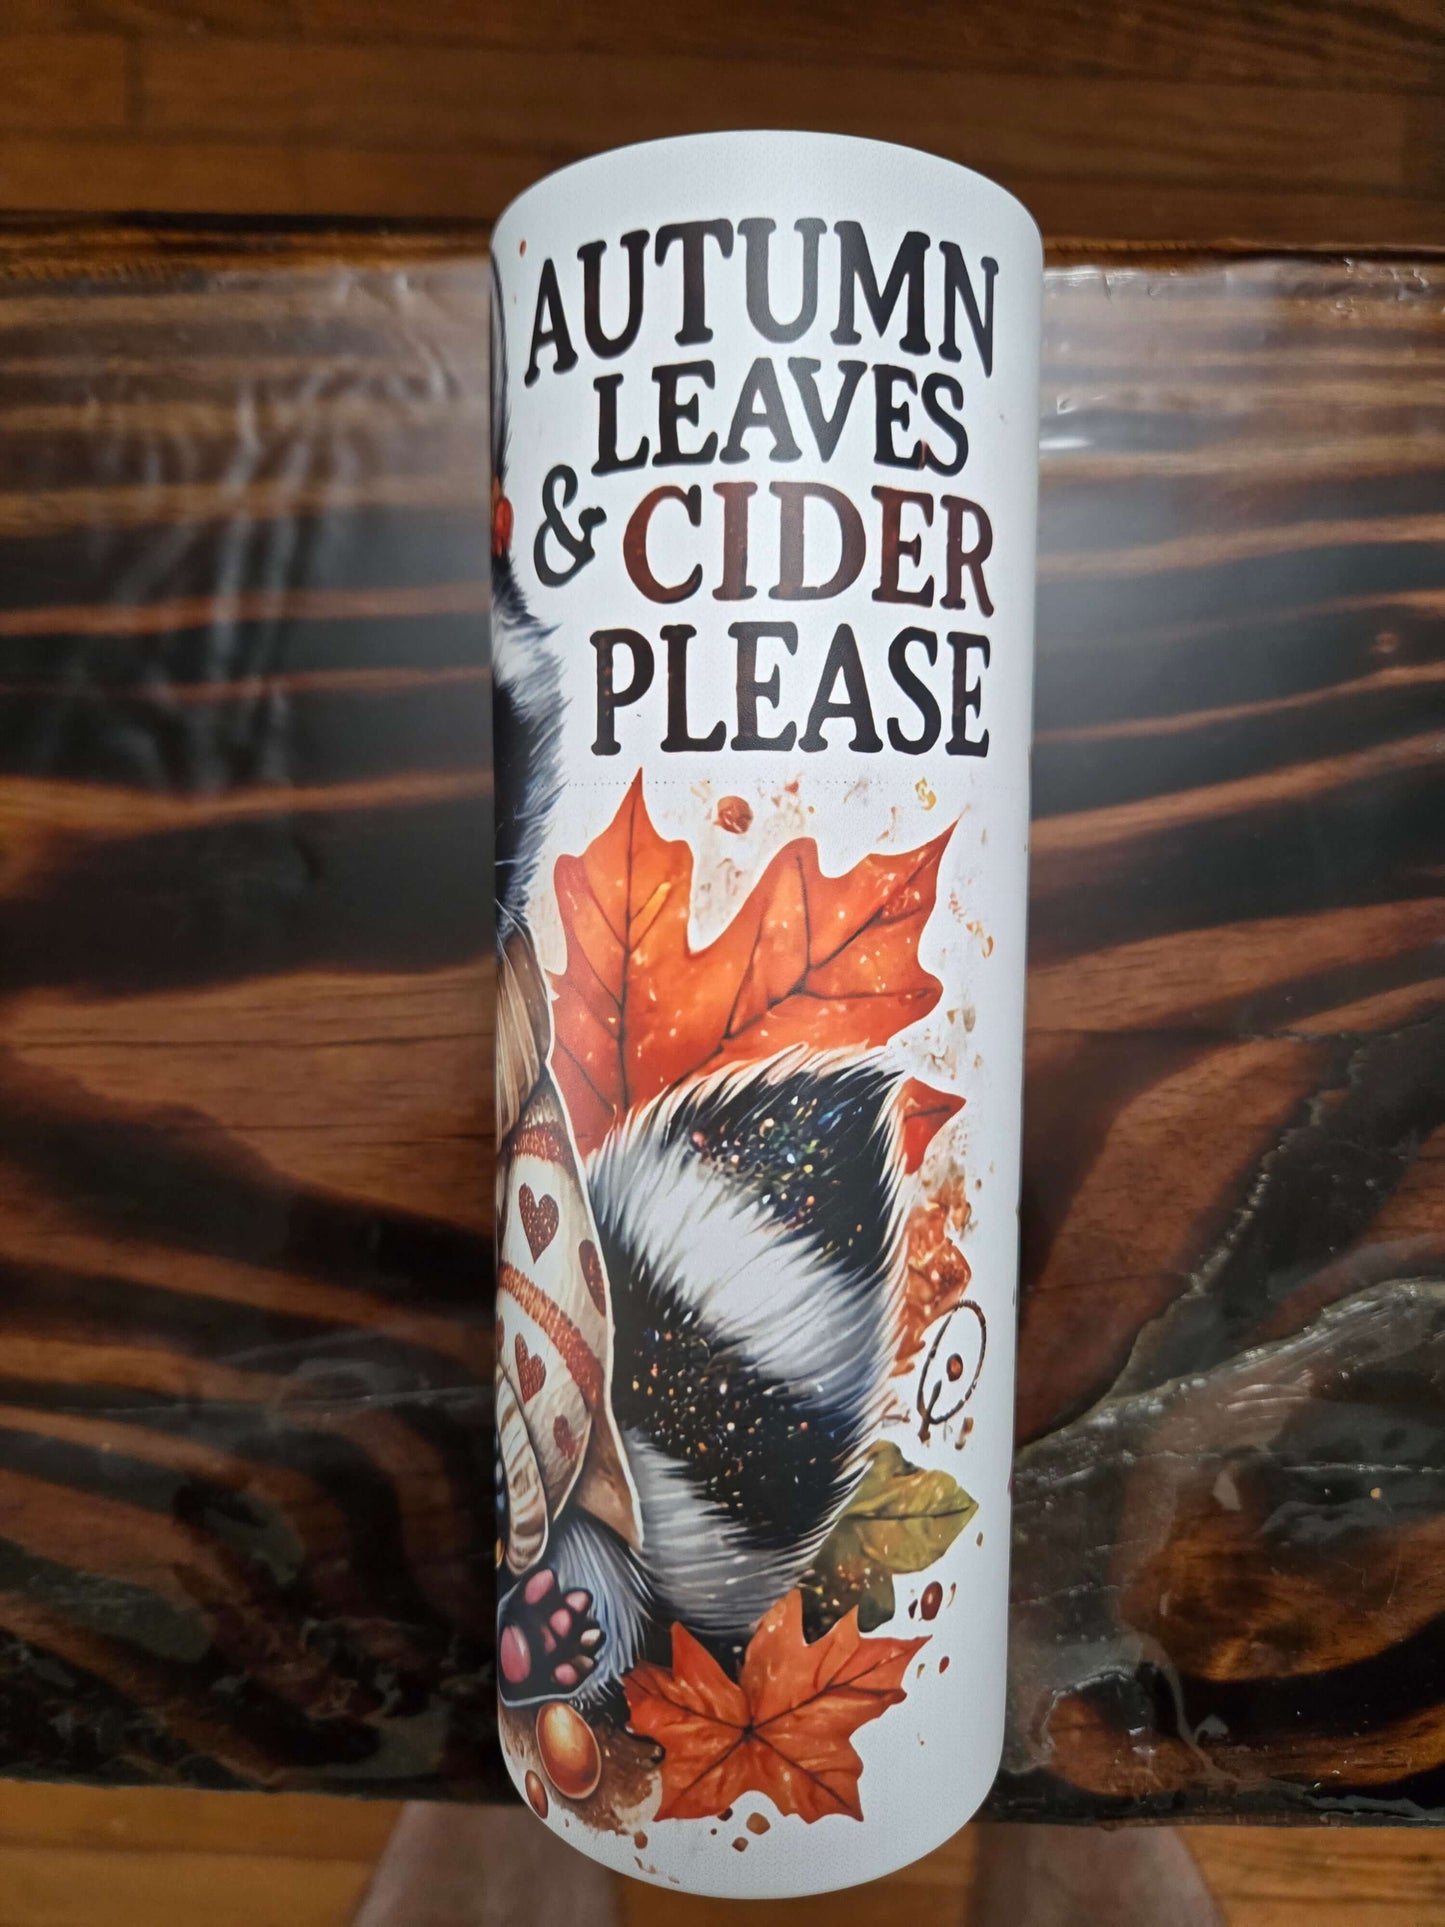 AUTUMN
LEAVES
& CIDER
PLEASE